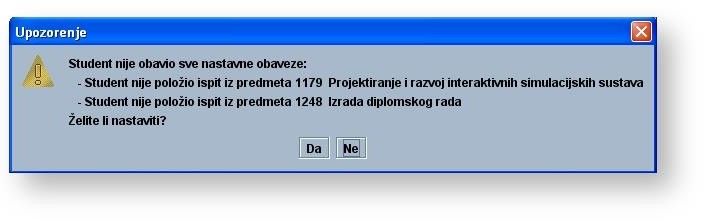 Upozorenje
Student nije obavio sve nastavne obaveze:
- Student nije položio ispit iz predmeta 1179 Projektiranje i razvoj interaktivnih simulacijskih sustava
- Student nije položio ispit iz predmeta 1248 Izrada diplomskog rada
Želite li nastaviti?
Da Ne